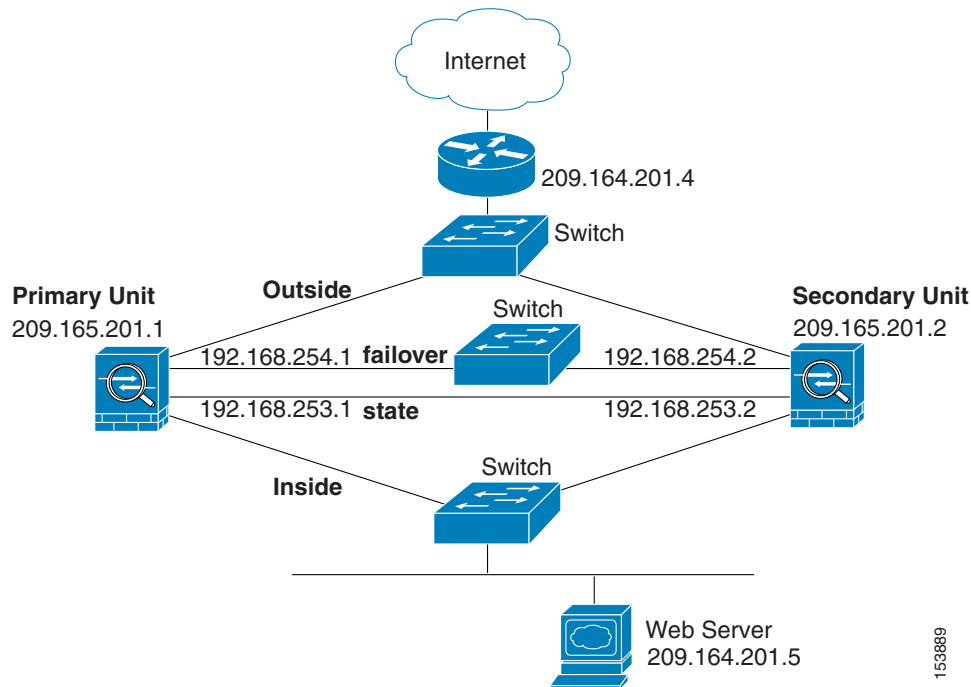 Internet
209.164.201.4
Switch
Outside
Primary Unit
209.165.201.1
Switch
Secondary Unit
209.165.201.2
192.168.254.1 failover 192.168.254.2
192.168.253.1 state 192.168.253.2
Switch
Inside
Web Server
209.164.201.5
153889